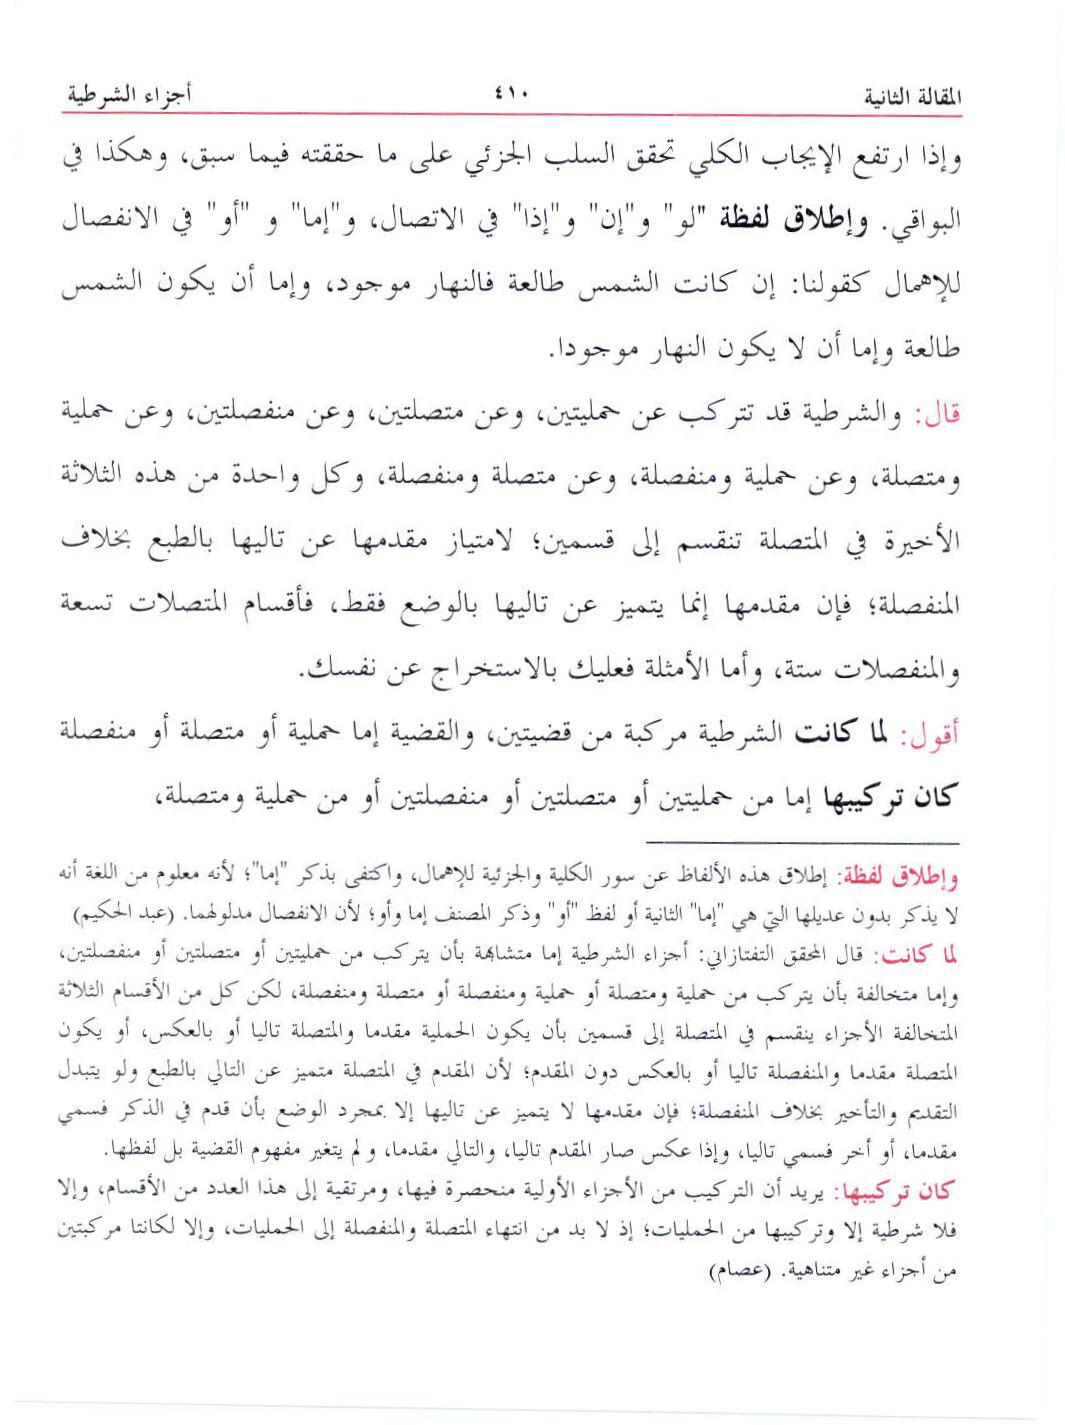 المقالة الثانية ٤١٠ أجزاء الشرطية
وإذا ارتفع الإيجاب الكلي تحقق السلب الجزئي على ما حققته فيما سبق، وهكذا في
البواقي. وإطلاق لفظة "لو" و"إن" و"إذا" في الاتصال، و"إما" و "أو" في الانفصال
للإهمال كقولنا: إن كانت الشمس طالعة فالنهار موجود، وإما أن يكون الشمس
طالعة وإما أن لا يكون النهار موجودا.
قال: والشرطية قد تتركب عن حمليتين، وعن متصلتين، وعن منفصلتين، وعن حملية
ومتصلة، وعن حملية ومنفصلة، وعن متصلة ومنفصلة، وكل واحدة من هذه الثلاثة
الأخيرة في المتصلة تنقسم إلى قسمين؛ لامتياز مقدمها عن تاليها بالطبع بخلاف
المنفصلة؛ فإن مقدمها إنما يتميز عن تاليها بالوضع فقط، فأقسام المتصلات تسعة
والمنفصلات ستة، وأما الأمثلة فعليك بالاستخراج عن نفسك.
أقول: لما كانت الشرطية مركبة من قضيتين، والقضية إما حملية أو متصلة أو منفصلة
كان تركيبها إما من حمليتين أو متصلتين أو منفصلتين أو من حملية ومتصلة،
وإطلاق لفظة: إطلاق هذه الألفاظ عن سور الكلية والجزئية للإهمال، واكتفى بذكر "إما"؛ لأنه معلوم من اللغة أنه
لا يذكر بدون عديلها التي هي "إما" الثانية أو لفظ "أو" وذكر المصنف إما وأو؛ لأن الانفصال مدلولهما. (عبد الحكيم)
لما كانت: قال المحقق التفتازاني: أجزاء الشرطية إما متشابهة بأن يتركب من حمليتين أو متصلتين أو منفصلتين،
وإما متخالفة بأن يتركب من حملية ومتصلة أو حملية ومنفصلة أو متصلة ومنفصلة، لكن كل من الأقسام الثلاثة
المتخالفة الأجزاء ينقسم في المتصلة إلى قسمين بأن يكون الحملية مقدما والمتصلة تاليا أو بالعكس، أو يكون
المتصلة مقدما والمنفصلة تاليا أو بالعكس دون المقدم؛ لأن المقدم في المتصلة متميز عن التالي بالطبع ولو يتبدل
التقديم والتأخير بخلاف المنفصلة؛ فإن مقدمها لا يتميز عن تاليها إلا بمجرد الوضع بأن قدم في الذكر فسمي
مقدما، أو أخر فسمي تاليا، وإذا عكس صار المقدم تاليا، والتالي مقدما، و لم يتغير مفهوم القضية بل لفظها.
كان تركيبها: يريد أن التركيب من الأجزاء الأولية منحصرة فيها، ومرتقية إلى هذا العدد من الأقسام، وإلا
فلا شرطية إلا وتركيبها من الحمليات؛ إذ لا بد من انتهاء المتصلة والمنفصلة إلى الحمليات، وإلا لكانتا مركبتين
من أجزاء غير متناهية. (عصام)